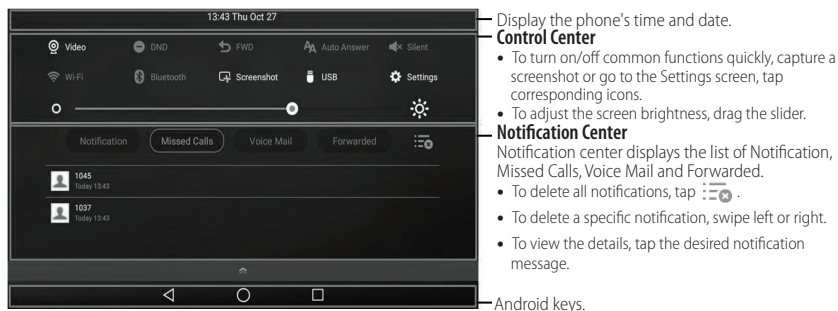 13:43 Thu Oct 27
Video DND FWD Auto Answer Silent
Wi-Fi Bluetooth Screenshot USB Settings
Notification Missed Calls Voice Mail Forwarded
1045
Today 13:43
1037
Today 13:43
Display the phone's time and date.
Control Center
• To turn on/off common functions quickly, capture a
screenshot or go to the Settings screen, tap
corresponding icons.
• To adjust the screen brightness, drag the slider.
Notification Center
Notification center displays the list of Notification,
Missed Calls, Voice Mail and Forwarded.
• To delete all notifications, tap .
• To delete a specific notification, swipe left or right.
• To view the details, tap the desired notification
message.
Android keys.